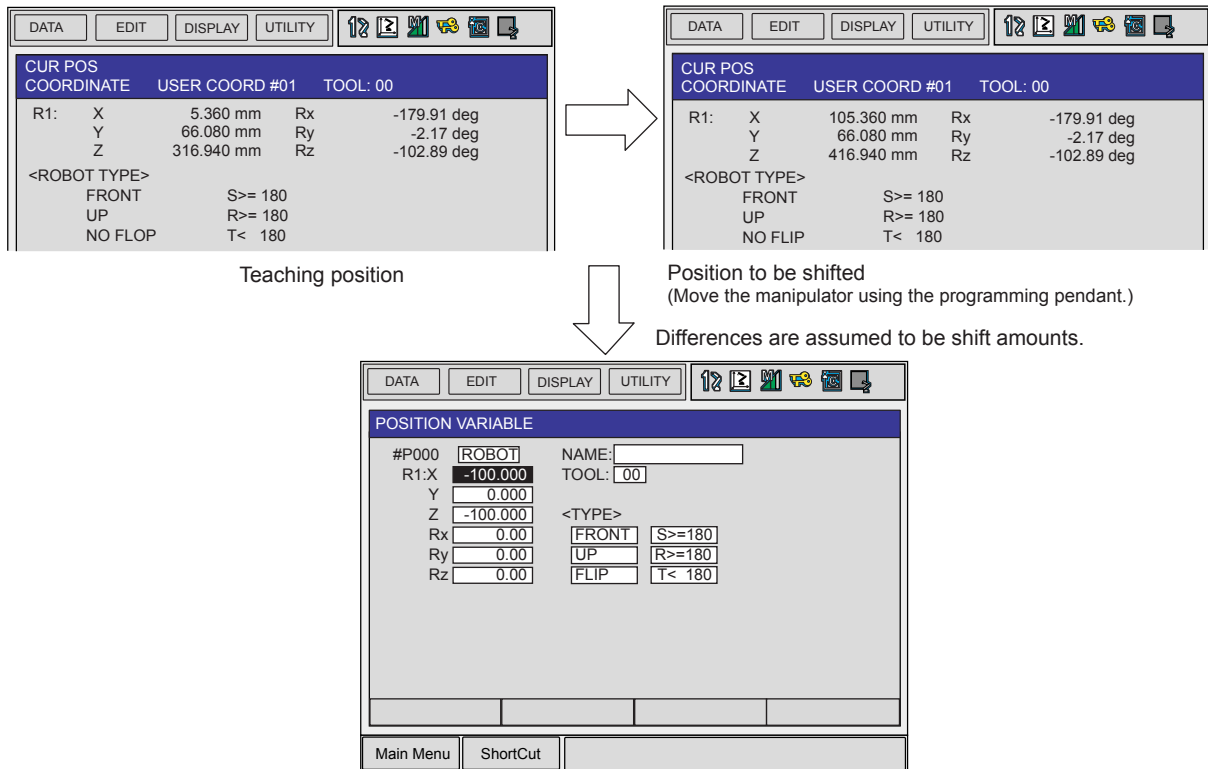 DATA EDIT DISPLAY UTILITY
CUR POS
COORDINATE USER COORD #01 TOOL: 00
R1: X 5.360 mm Rx -179.91 deg
Y 66.080 mm Ry -2.17 deg
Z 316.940 mm Rz -102.89 deg
<ROBOT TYPE>
FRONT S>= 180
UP R>= 180
NO FLOP T< 180
Teaching position
DATA EDIT DISPLAY UTILITY
CUR POS
COORDINATE USER COORD #01 TOOL: 00
R1: X 105.360 mm Rx -179.91 deg
Y 66.080 mm Ry -2.17 deg
Z 416.940 mm Rz -102.89 deg
<ROBOT TYPE>
FRONT S>= 180
UP R>= 180
NO FLIP T< 180
Position to be shifted
(Move the manipulator using the programming pendant.)
Differences are assumed to be shift amounts.
DATA EDIT DISPLAY UTILITY
POSITION VARIABLE
#P000 ROBOT NAME:
R1:X -100.000 TOOL: 00
Y 0.000
Z -100.000 <TYPE>
Rx 0.00 FRONT S>=180
Ry 0.00 UP R>=180
Rz 0.00 FLIP T< 180
Main Menu ShortCut